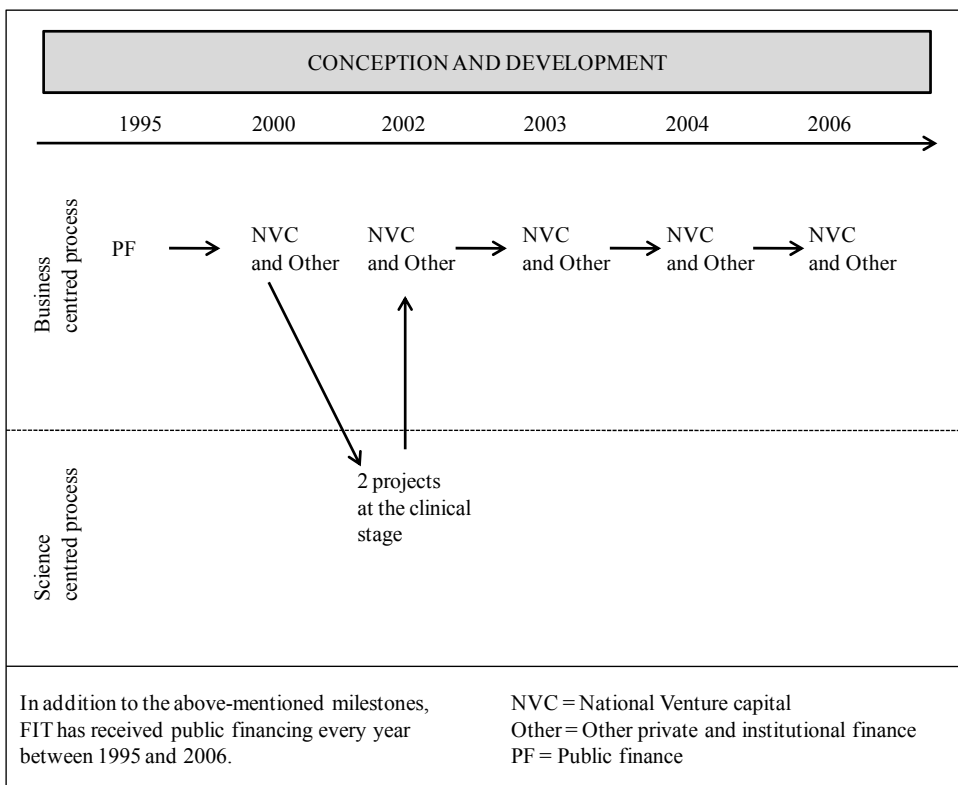 CONCEPTION AND DEVELOPMENT
1995 2000 2002 2003 2004 2006
Business
centred process
PF
NVC
and Other
NVC
and Other
NVC
and Other
NVC
and Other
NVC
and Other
Science
centred process
2 projects
at the clinical
stage
In addition to the above-mentioned milestones,
FIT has received public financing every year
between 1995 and 2006.
NVC = National Venture capital
Other = Other private and institutional finance
PF = Public finance